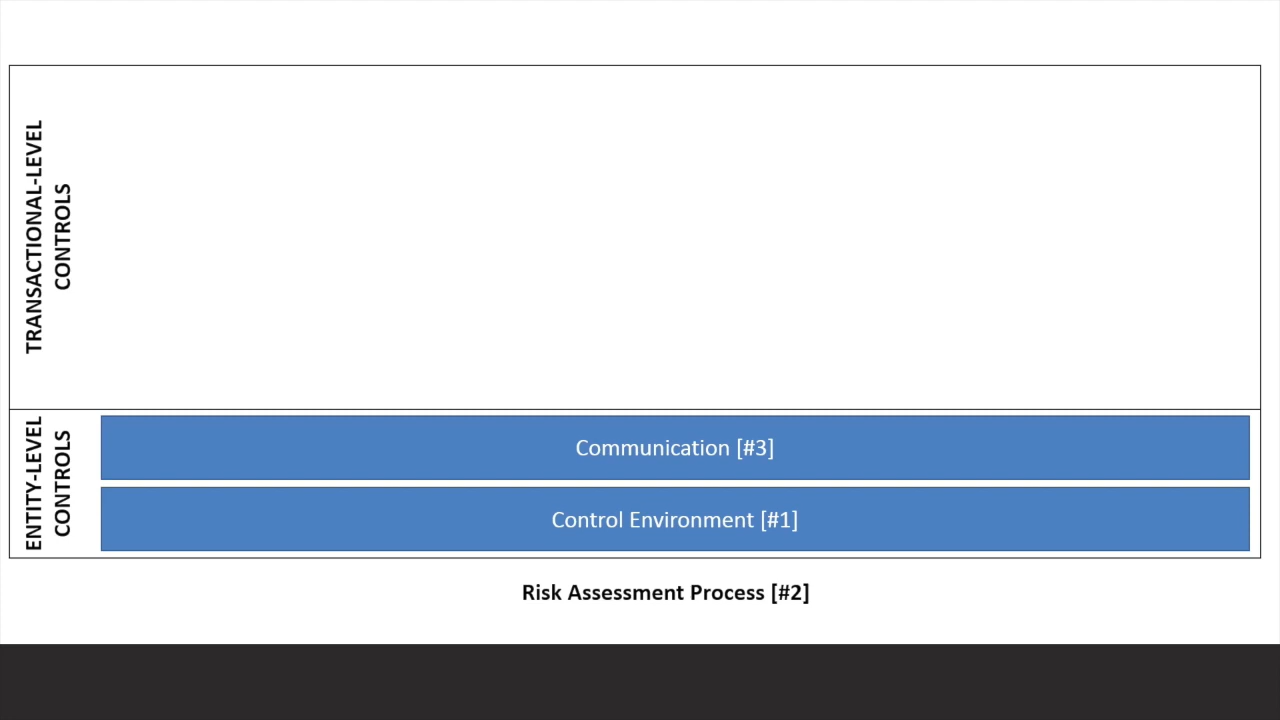 TRANSACTIONAL-LEVEL
CONTROLS
ENTITY-LEVEL
CONTROLS
Communication [#3]
Control Environment [#1]
Risk Assessment Process [#2]